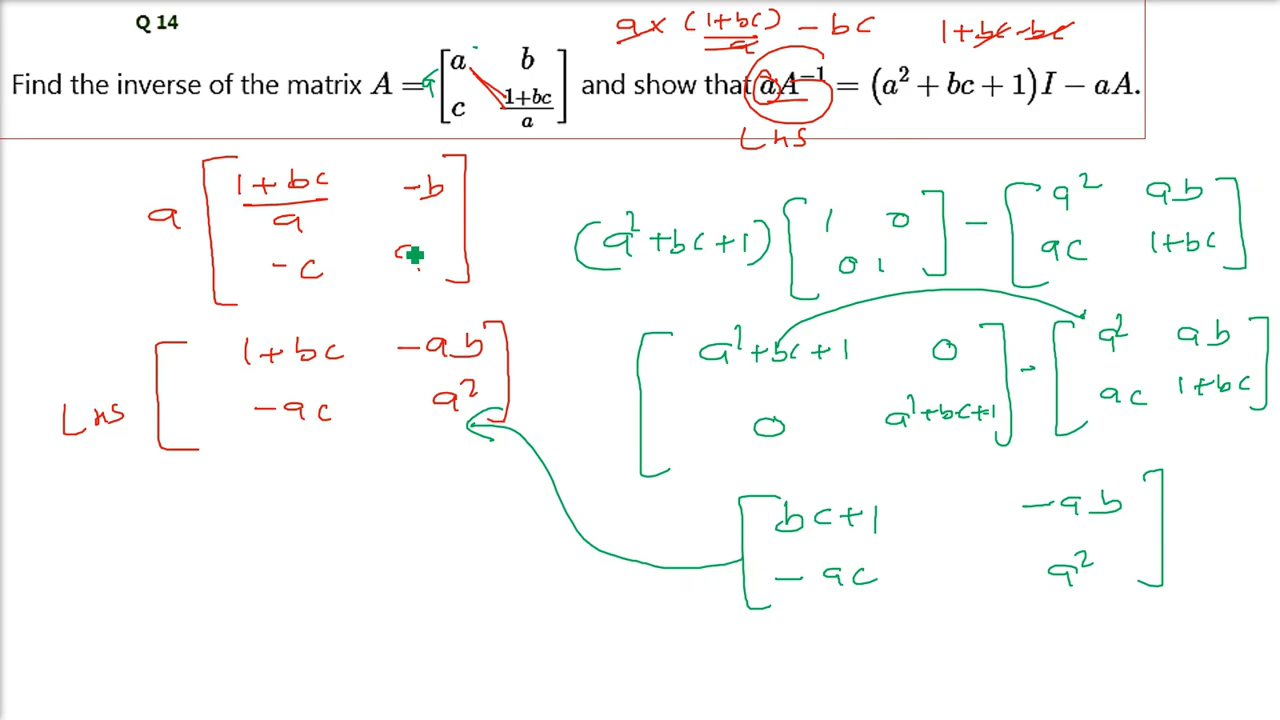 Q 14
a × (1+bc)/a − bc 1+bc−bc
Find the inverse of the matrix A = a [a b; c (1+bc)/a] and show that aA⁻¹ = (a² + bc + 1)I − aA.
LHS
a [(1+bc)/a −b; −c a]
(a²+bc+1) [1 0; 0 1] − [a² ab; ac 1+bc]
LHS [1+bc −ab; −ac a²]
[a²+bc+1 0; 0 a²+bc+1] − [a² ab; ac 1+bc]
[bc+1 −ab; −ac a²]